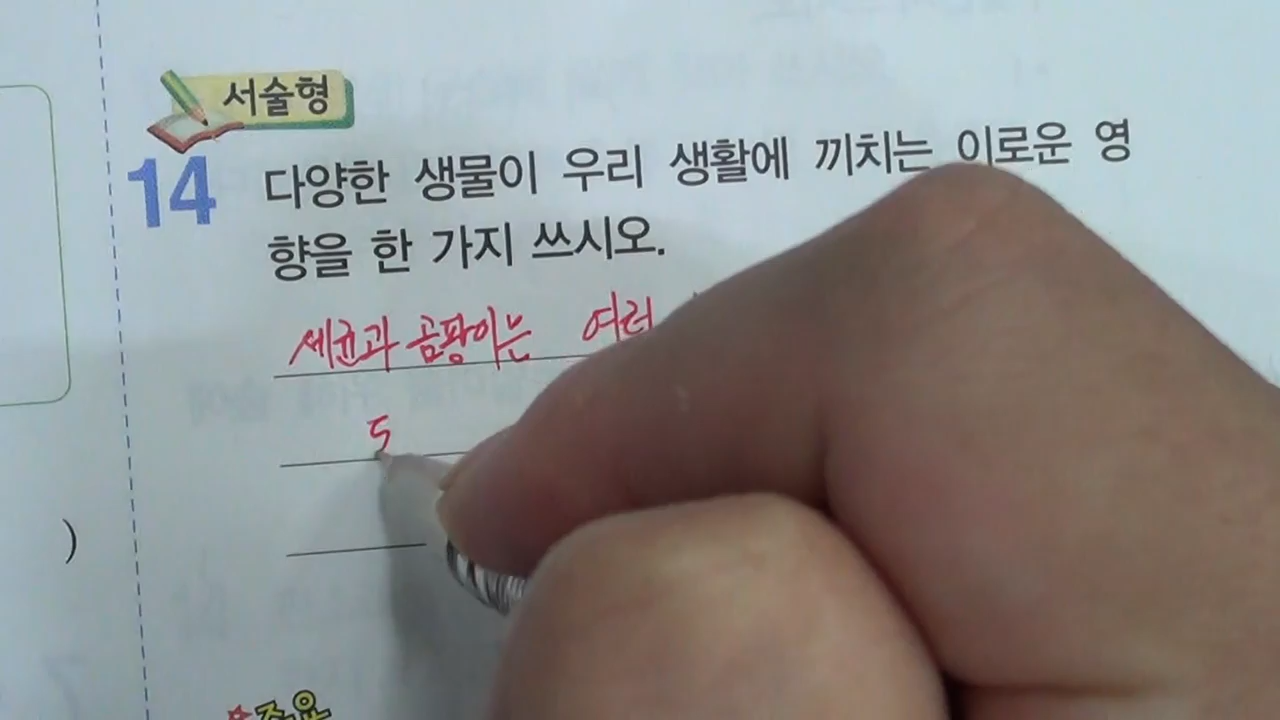 서술형
14 다양한 생물이 우리 생활에 끼치는 이로운 영
향을 한 가지 쓰시오.
세균과 곰팡이는 여러
)
중요